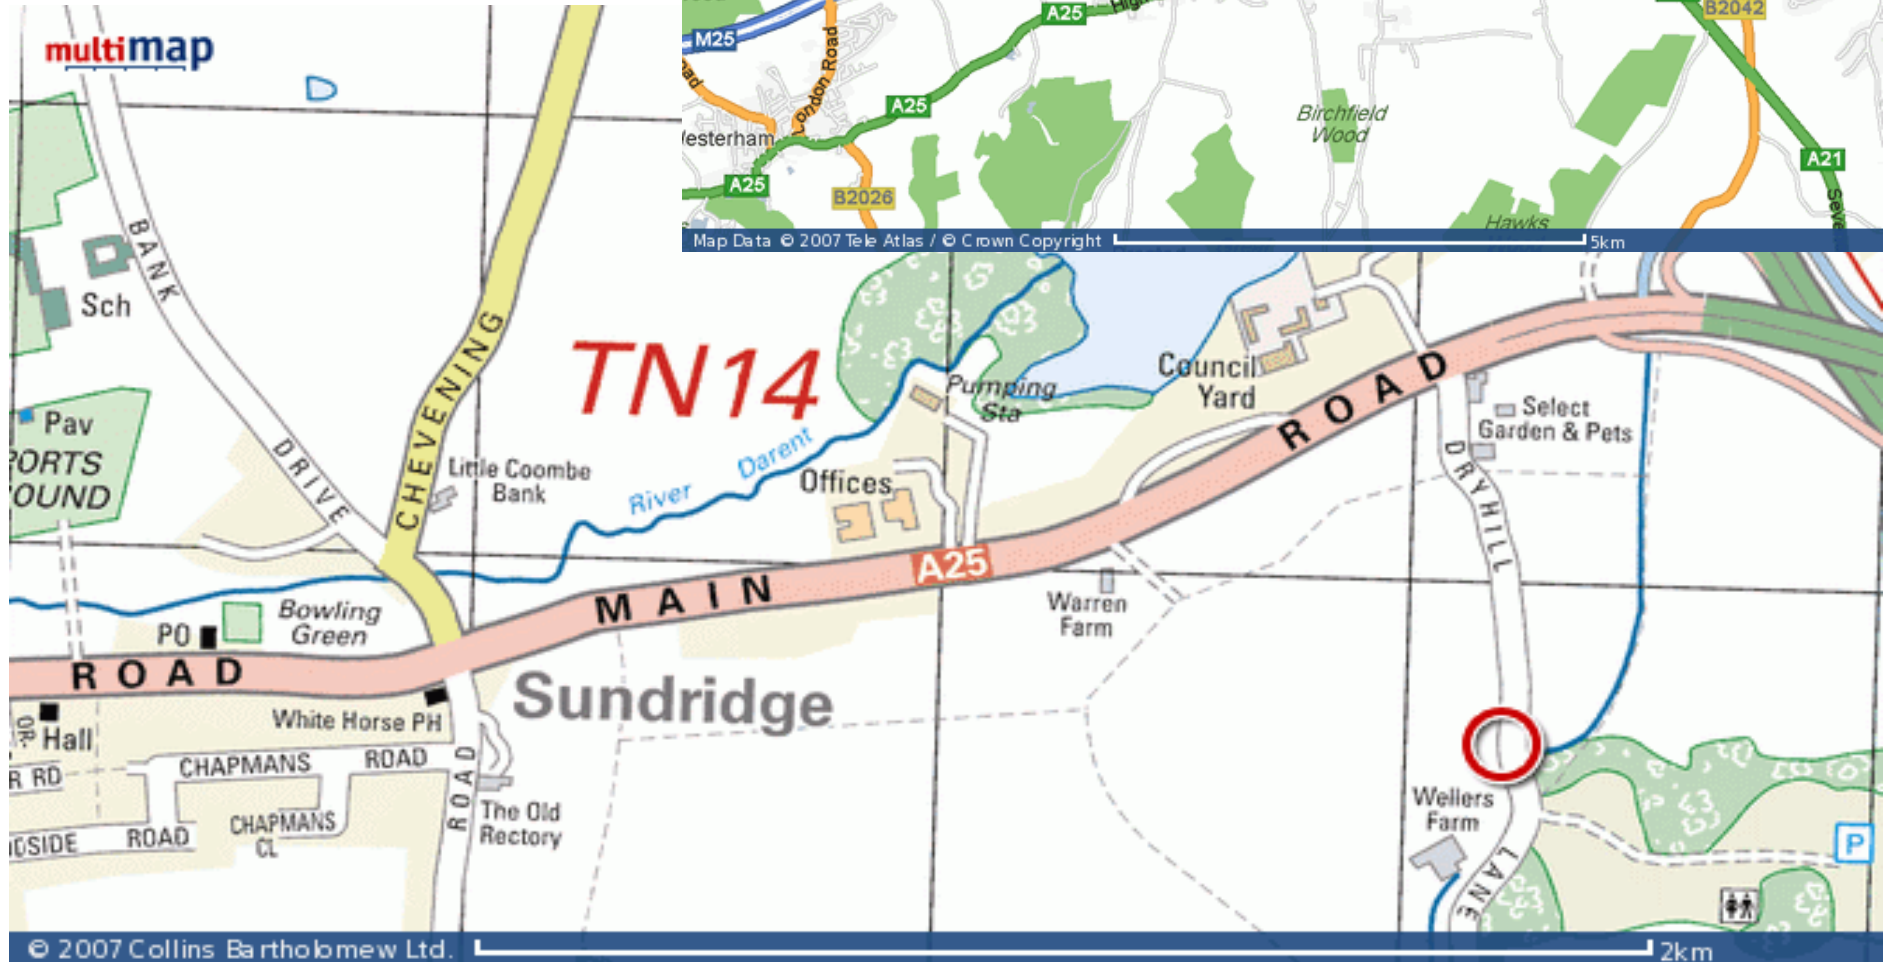 multimap
M25
A25
High
B2042
London Road
A25
Birchfield
Wood
A21
A25
B2026
Hawks
Map Data © 2007 Tele Atlas / © Crown Copyright
5km
BANK
Sch
CHEVENING
TN14
Council
Yard
Pumping
Sta
ROAD
Select
Garden & Pets
Pav
DRIVE
Little Coombe
Bank
River Darent
Offices
OUND
DRYHILL
A25
MAIN
Warren
Farm
Bowling
Green
PO
ROAD
Sundridge
White Horse PH
Hall
R RD
CHAPMANS ROAD
ROAD
The Old
Rectory
CHAPMANS
CL
DSIDE ROAD
Wellers
Farm
LANE
P
© 2007 Collins Bartholomew Ltd.
2km